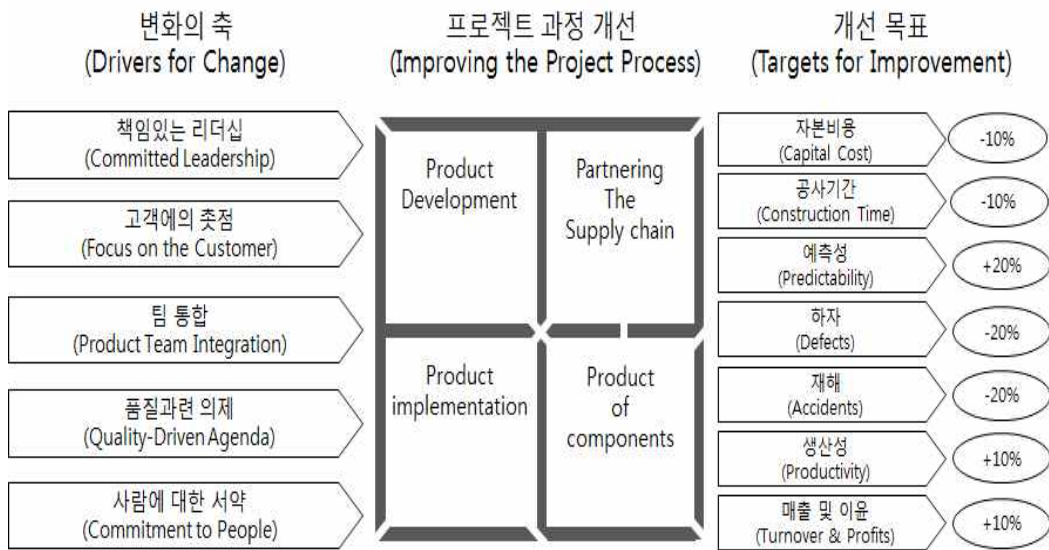 변화의 축
(Drivers for Change)
책임있는 리더십
(Committed Leadership)
고객에의 촛점
(Focus on the Customer)
팀 통합
(Product Team Integration)
품질과련 의제
(Quality-Driven Agenda)
사람에 대한 서약
(Commitment to People)
프로젝트 과정 개선
(Improving the Project Process)
Product
Development
Partnering
The
Supply chain
Product
implementation
Product
of
components
개선 목표
(Targets for Improvement)
자본비용
(Capital Cost)
-10%
공사기간
(Construction Time)
-10%
예측성
(Predictability)
+20%
하자
(Defects)
-20%
재해
(Accidents)
-20%
생산성
(Productivity)
+10%
매출 및 이윤
(Turnover & Profits)
+10%